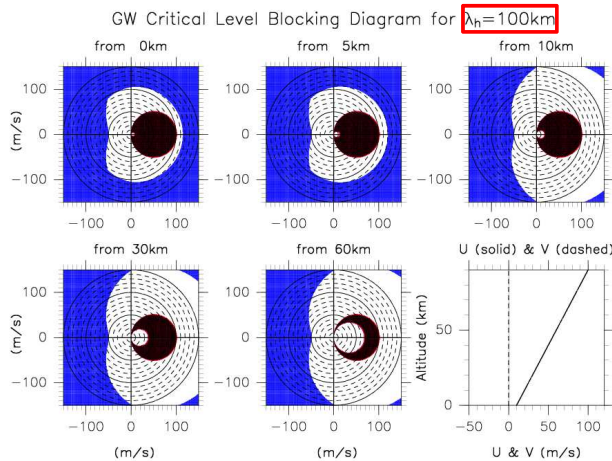 GW Critical Level Blocking Diagram for λh=100km
from 0km
from 5km
from 10km
(m/s)
100
0
−100
−100 0 100
−100 0 100
−100 0 100
from 30km
from 60km
U (solid) & V (dashed)
(m/s)
100
0
−100
−100 0 100
(m/s)
−100 0 100
(m/s)
Altitude (km)
50
0
−50 0 50 100
U & V (m/s)